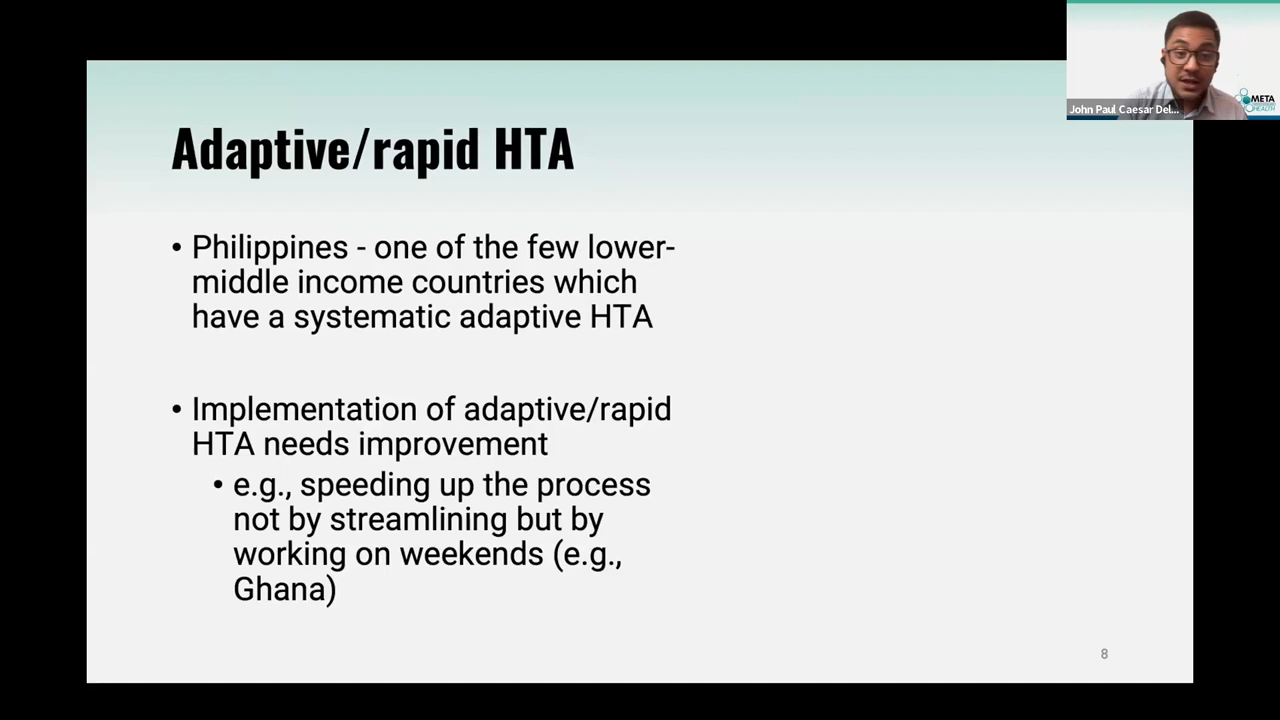 John Paul Caesar Del...
META
HEALTH
Adaptive/rapid HTA
• Philippines - one of the few lower-
middle income countries which
have a systematic adaptive HTA
• Implementation of adaptive/rapid
HTA needs improvement
• e.g., speeding up the process
not by streamlining but by
working on weekends (e.g.,
Ghana)
8